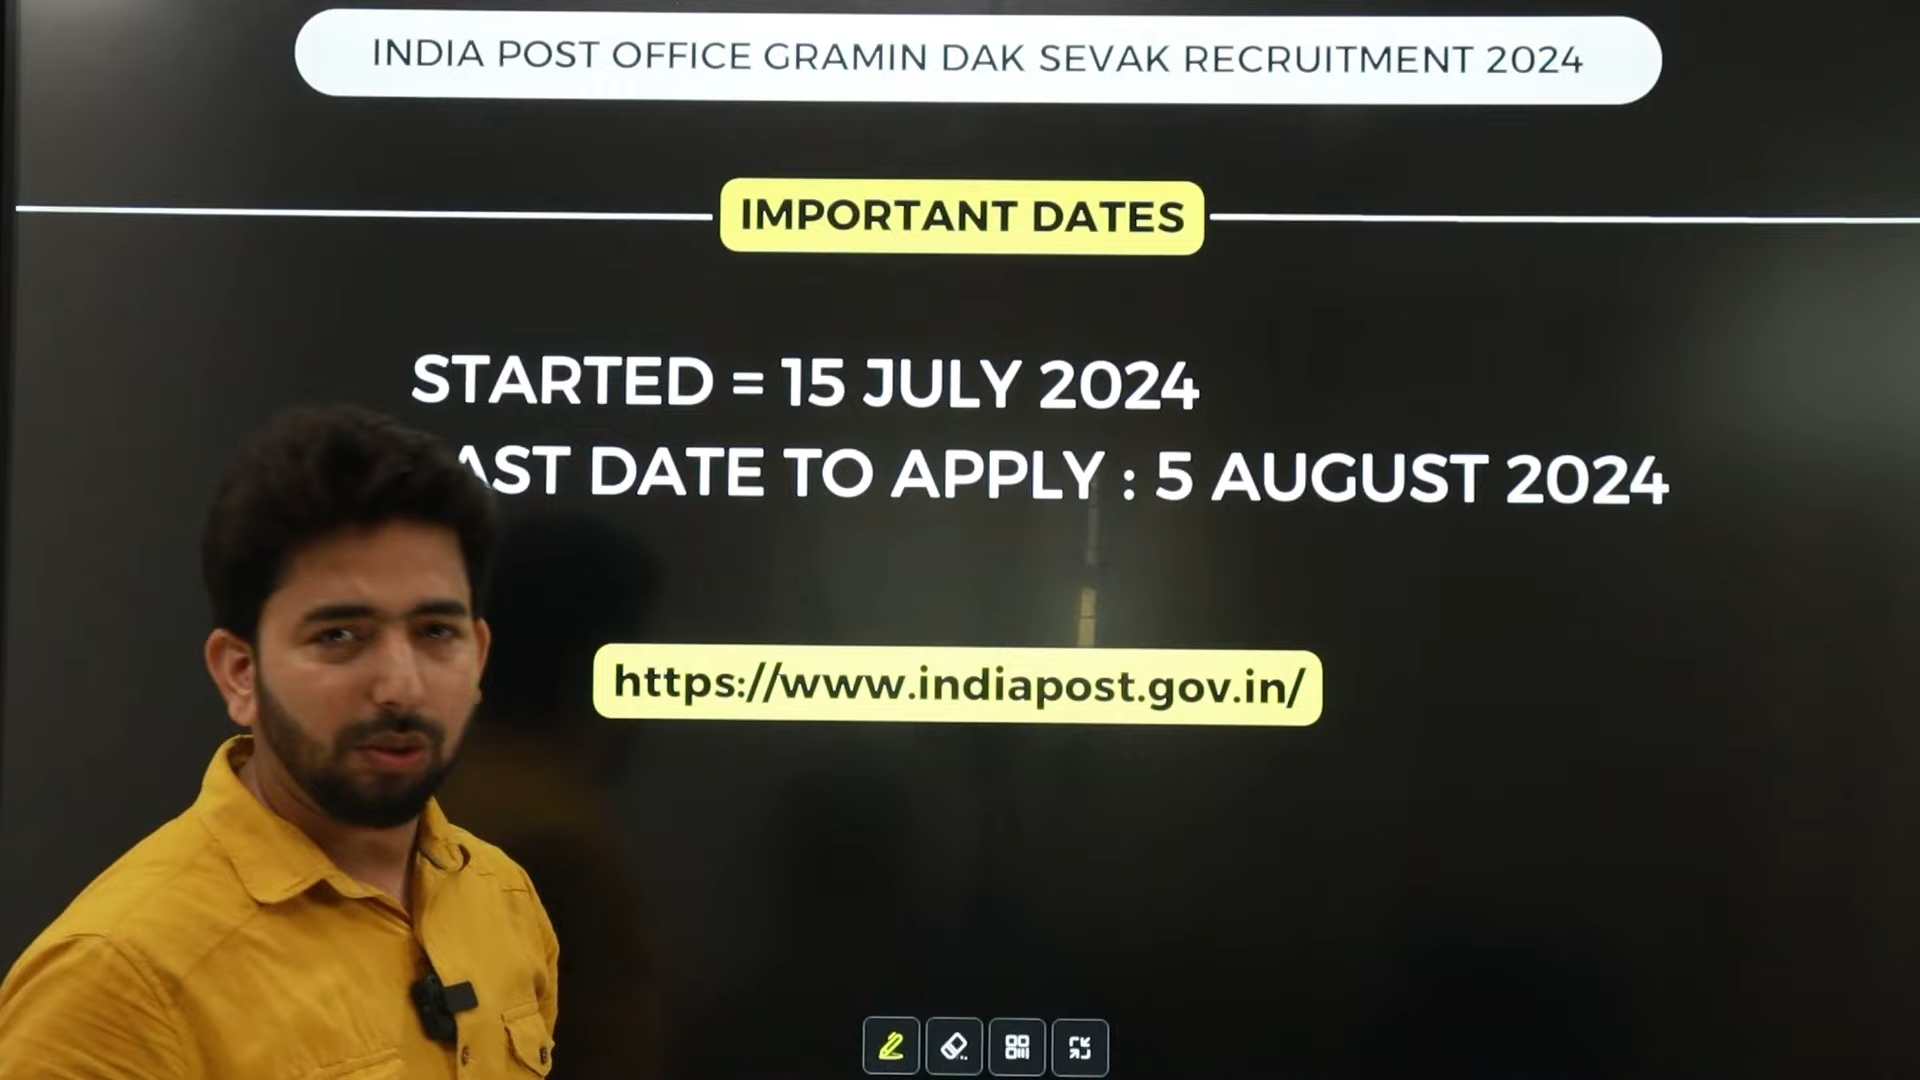 INDIA POST OFFICE GRAMIN DAK SEVAK RECRUITMENT 2024
IMPORTANT DATES
STARTED = 15 JULY 2024
DATE TO APPLY : 5 AUGUST 2024
https://www.indiapost.gov.in/